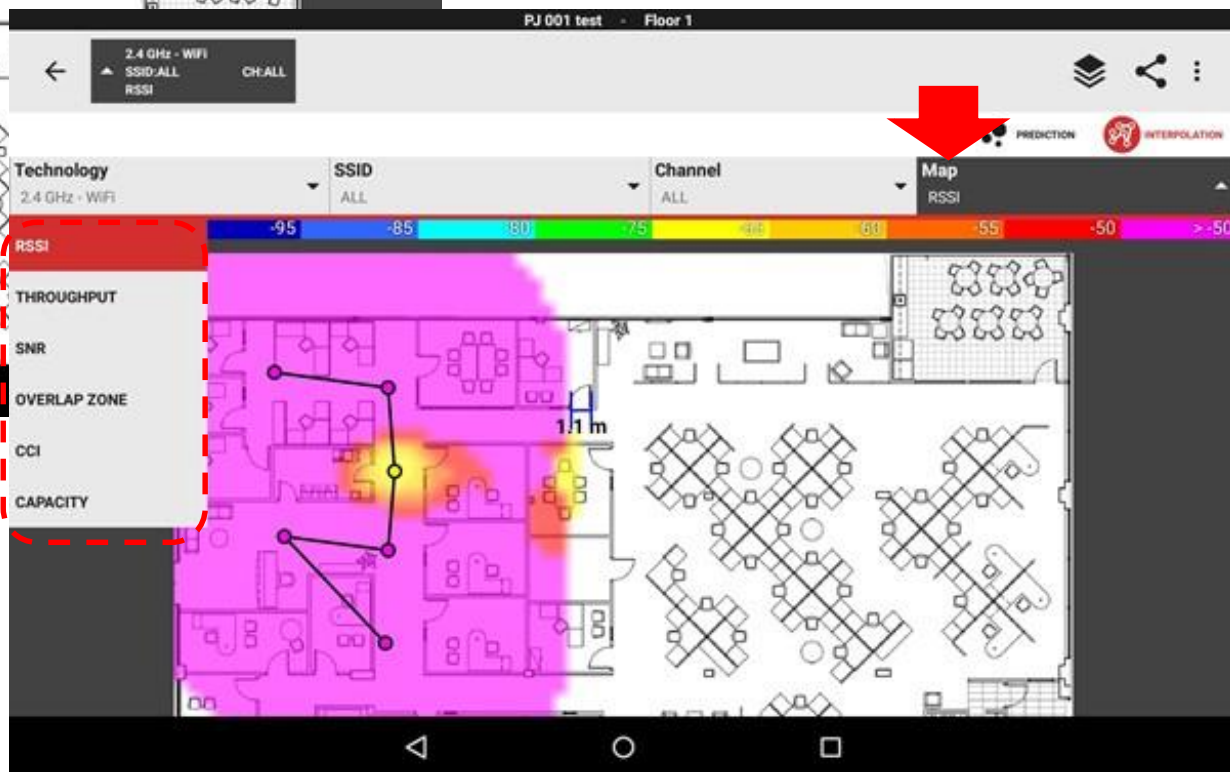 PJ 001 test - Floor 1
2.4 GHz - WiFi
SSID:ALL CH:ALL
RSSI
PREDICTION
INTERPOLATION
Technology
2.4 GHz - WiFi
SSID
ALL
Channel
ALL
Map
RSSI
-95 -85 -80 -75 -60 -55 -50 >-50
RSSI
THROUGHPUT
SNR
OVERLAP ZONE
CCI
CAPACITY
1.1 m